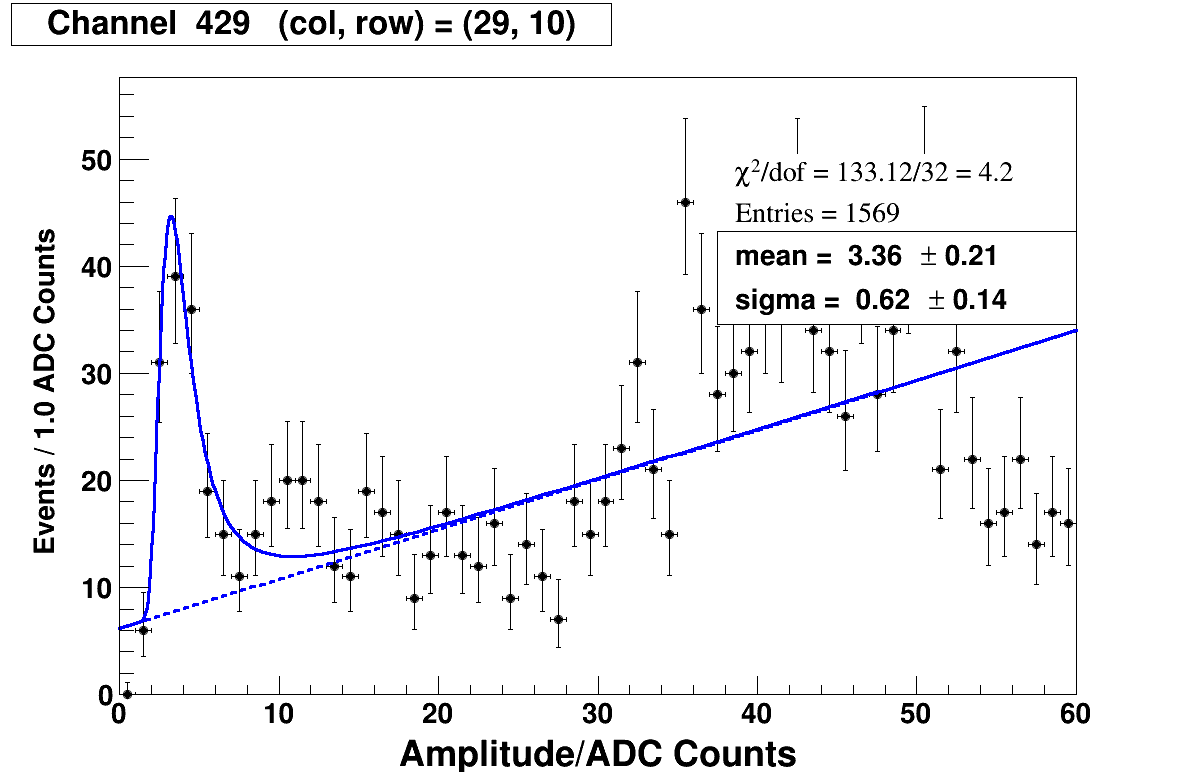 Channel 429 (col, row) = (29, 10)
χ²/dof = 133.12/32 = 4.2
Entries = 1569
mean = 3.36 ± 0.21
sigma = 0.62 ± 0.14
Events / 1.0 ADC Counts
50
40
30
20
10
0
0 10 20 30 40 50 60
Amplitude/ADC Counts